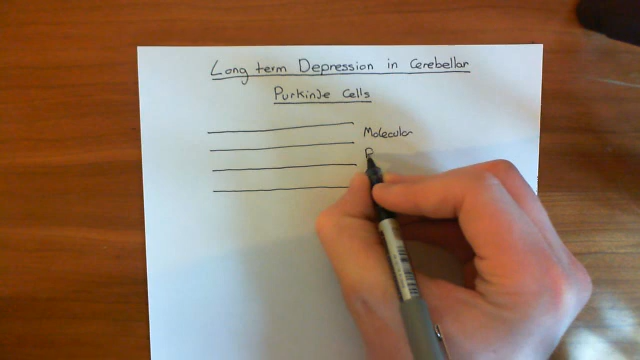 Long term Depression in Cerebellar
Purkinje Cells
Molecular
P